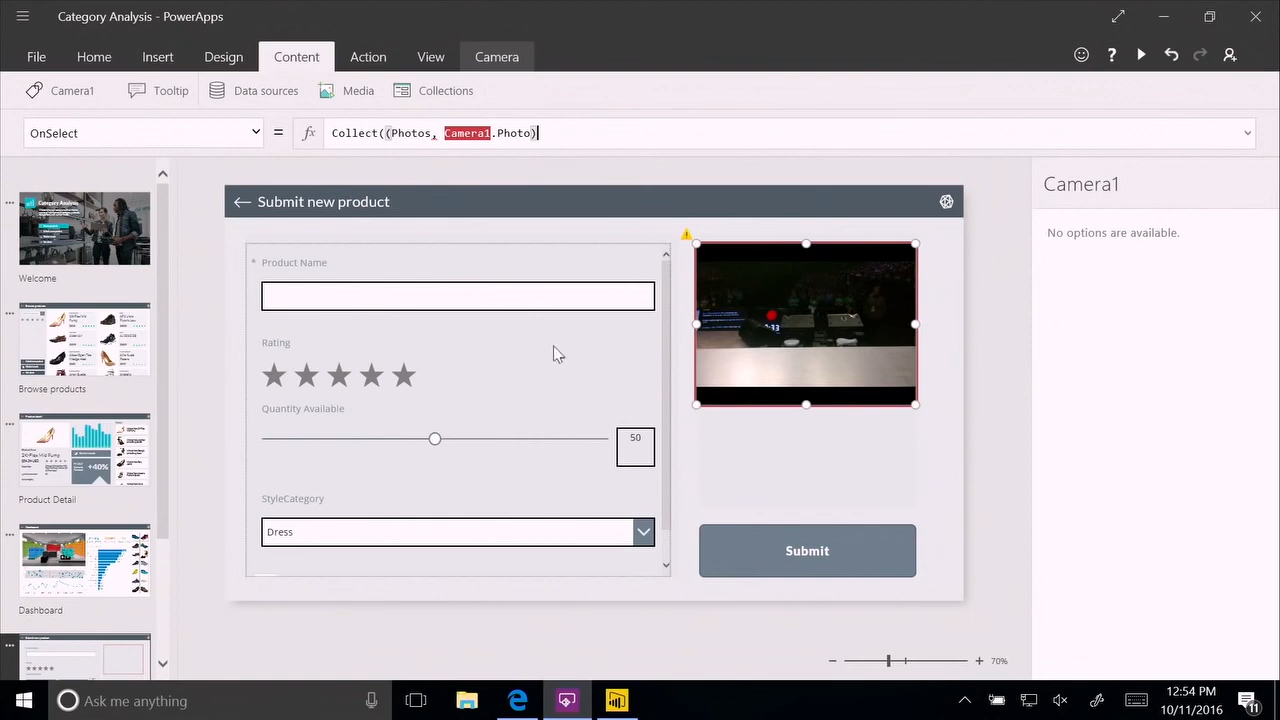 Category Analysis - PowerApps
File Home Insert Design Content Action View Camera
Camera1 Tooltip Data sources Media Collections
OnSelect = fx Collect((Photos, Camera1.Photo)
Category Analysis
Welcome
Browse products
+40%
Product Detail
Dashboard
← Submit new product
* Product Name
Rating
Quantity Available
50
StyleCategory
Dress
Submit
Camera1
No options are available.
70%
Ask me anything
12:54 PM
10/11/2016
11